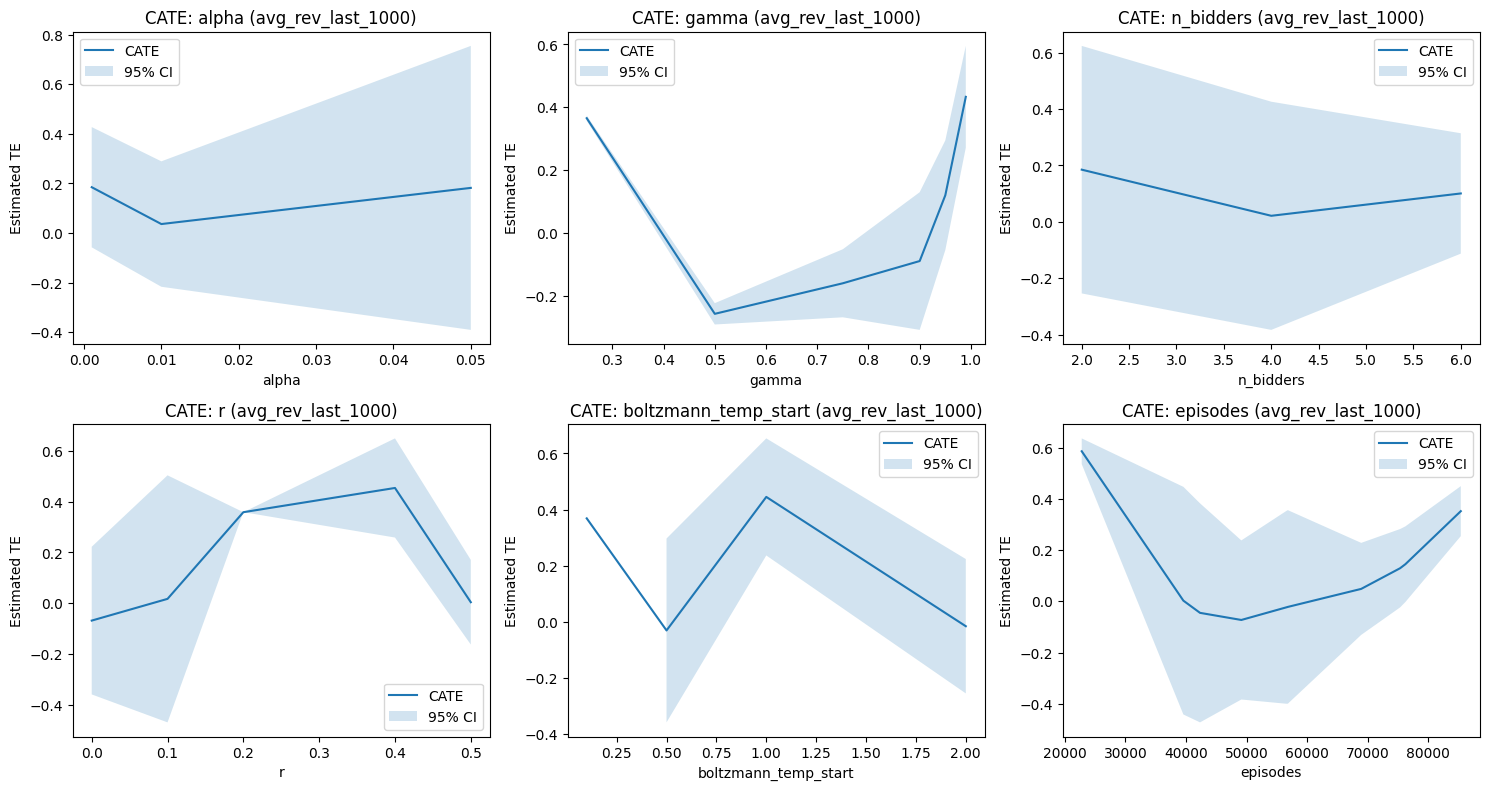 CATE: alpha (avg_rev_last_1000)
CATE
95% CI
Estimated TE
0.8
0.6
0.4
0.2
0.0
−0.2
−0.4
0.00 0.01 0.02 0.03 0.04 0.05
alpha
CATE: gamma (avg_rev_last_1000)
CATE
95% CI
Estimated TE
0.6
0.4
0.2
0.0
−0.2
0.3 0.4 0.5 0.6 0.7 0.8 0.9 1.0
gamma
CATE: n_bidders (avg_rev_last_1000)
CATE
95% CI
Estimated TE
0.6
0.4
0.2
0.0
−0.2
−0.4
2.0 2.5 3.0 3.5 4.0 4.5 5.0 5.5 6.0
n_bidders
CATE: r (avg_rev_last_1000)
Estimated TE
0.6
0.4
0.2
0.0
−0.2
−0.4
CATE
95% CI
0.0 0.1 0.2 0.3 0.4 0.5
r
CATE: boltzmann_temp_start (avg_rev_last_1000)
CATE
95% CI
Estimated TE
0.6
0.4
0.2
0.0
−0.2
−0.4
0.25 0.50 0.75 1.00 1.25 1.50 1.75 2.00
boltzmann_temp_start
CATE: episodes (avg_rev_last_1000)
CATE
95% CI
Estimated TE
0.6
0.4
0.2
0.0
−0.2
−0.4
20000 30000 40000 50000 60000 70000 80000
episodes